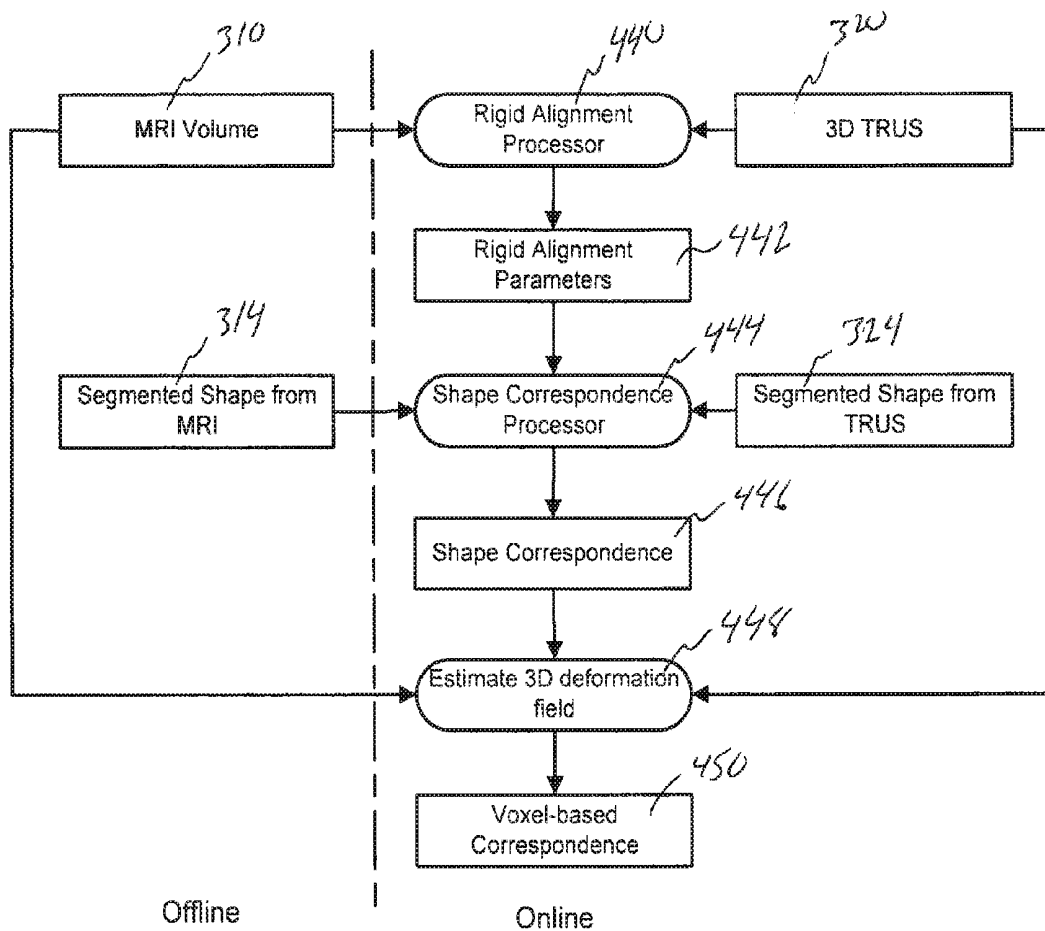 310
440
320
MRI Volume
Rigid Alignment
Processor
3D TRUS
442
Rigid Alignment
Parameters
314
444
324
Segmented Shape from
MRI
Shape Correspondence
Processor
Segmented Shape from
TRUS
446
Shape Correspondence
448
Estimate 3D deformation
field
450
Voxel-based
Correspondence
Offline
Online